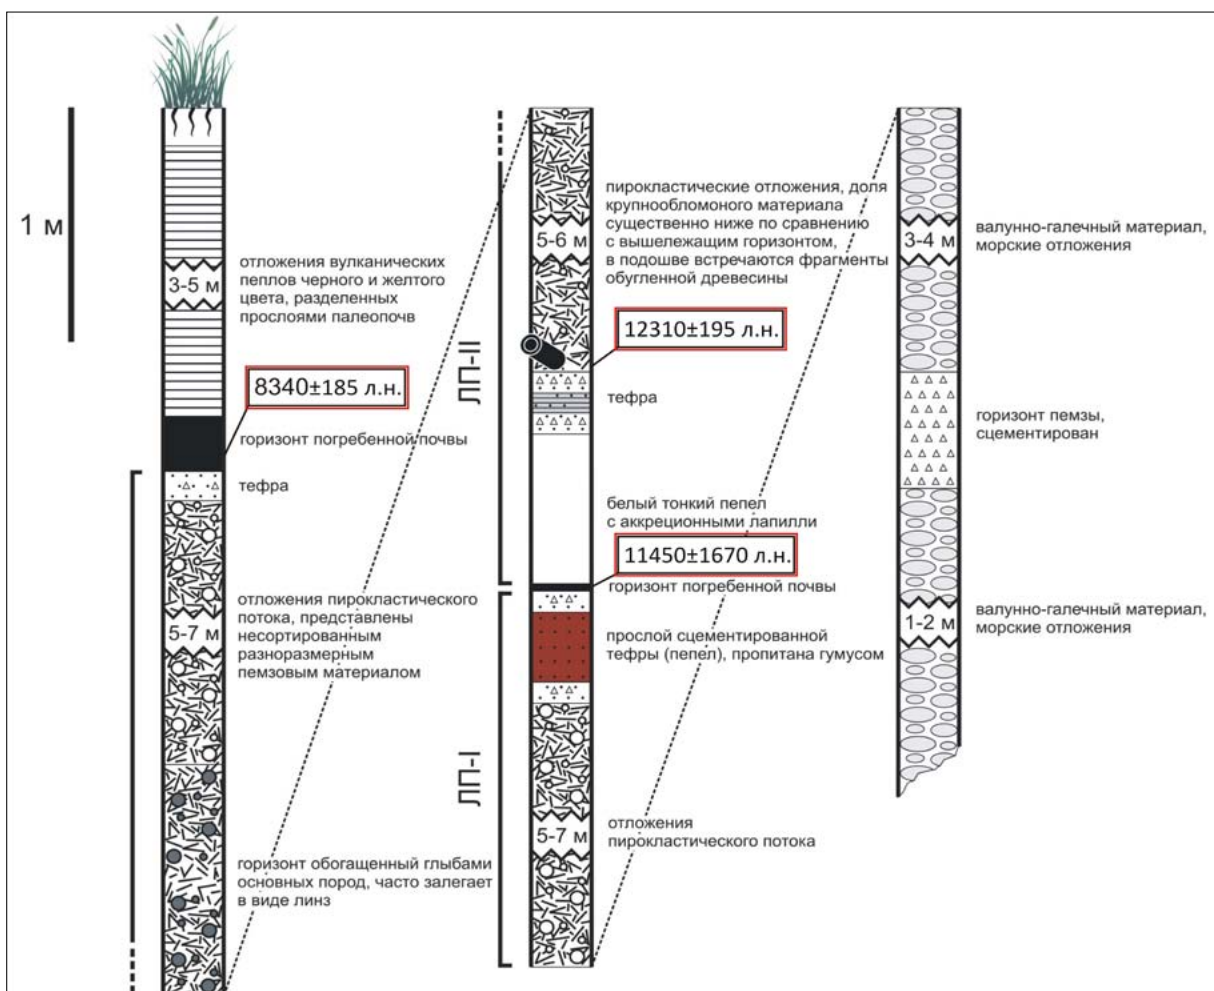 1 м
3-5 м
отложения вулканических
пеплов черного и желтого
цвета, разделенных
прослоями палеопочв
8340±185 л.н.
горизонт погребенной почвы
тефра
5-7 м
отложения пирокластического
потока, представлены
несортированным
разноразмерным
пемзовым материалом
горизонт обогащенный глыбами
основных пород, часто залегает
в виде линз
ЛП-II
5-6 м
пирокластические отложения, доля
крупнообломоного материала
существенно ниже по сравнению
с вышележащим горизонтом,
в подошве встречаются фрагменты
обугленной древесины
12310±195 л.н.
тефра
белый тонкий пепел
с аккреционными лапилли
11450±1670 л.н.
горизонт погребенной почвы
ЛП-I
прослой сцементированной
тефры (пепел), пропитана гумусом
5-7 м
отложения
пирокластического потока
3-4 м
валунно-галечный материал,
морские отложения
горизонт пемзы,
сцементирован
1-2 м
валунно-галечный материал,
морские отложения